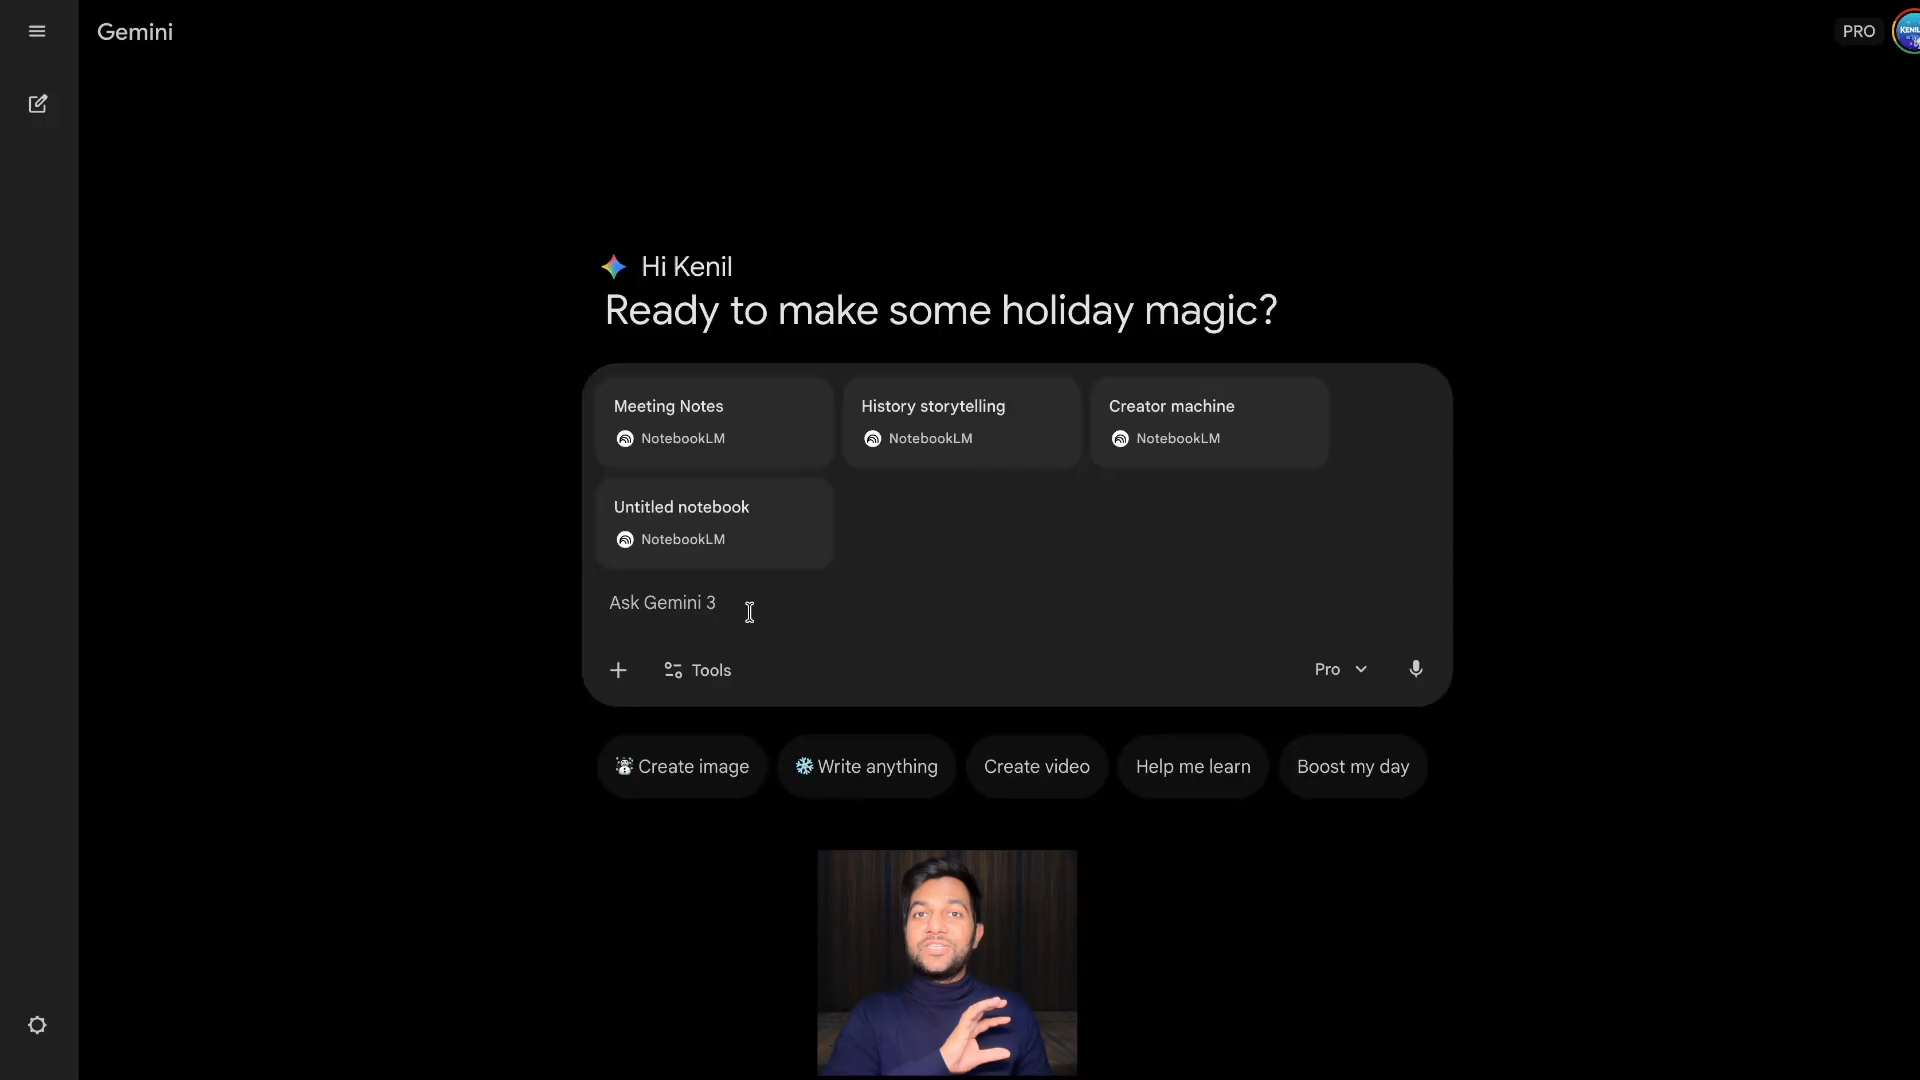 Gemini
PRO
KENIL
Hi Kenil
Ready to make some holiday magic?
Meeting Notes
NotebookLM
History storytelling
NotebookLM
Creator machine
NotebookLM
Untitled notebook
NotebookLM
Ask Gemini 3
Tools
Pro
Create image
Write anything
Create video
Help me learn
Boost my day